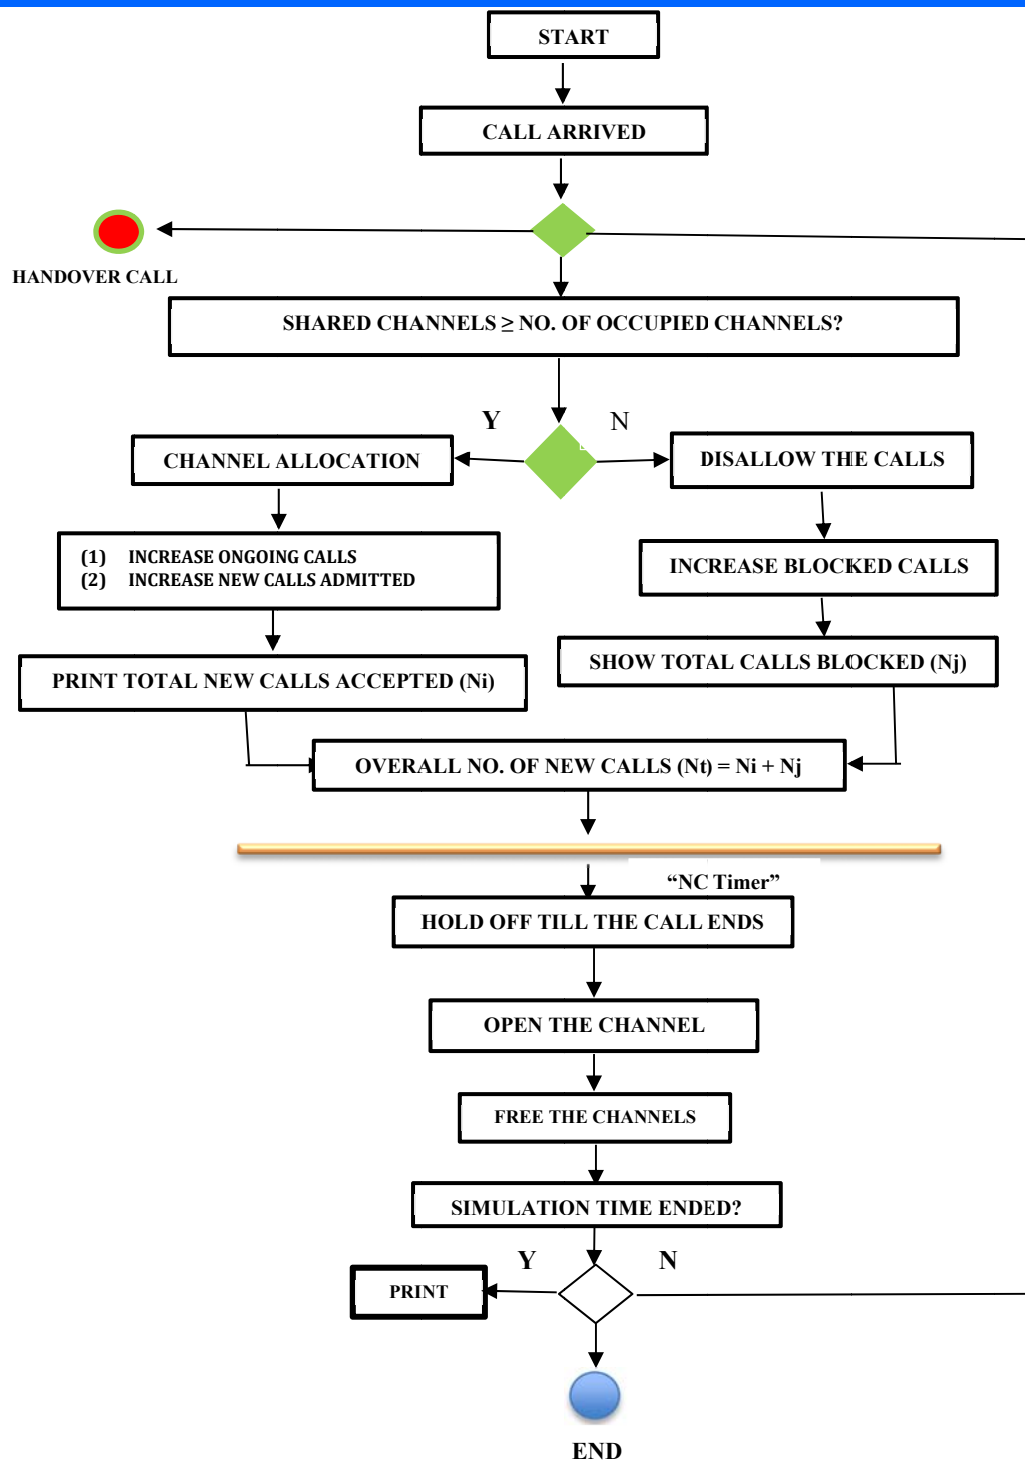 START
CALL ARRIVED
HANDOVER CALL
SHARED CHANNELS ≥ NO. OF OCCUPIED CHANNELS?
Y
N
CHANNEL ALLOCATION
DISALLOW THE CALLS
(1) INCREASE ONGOING CALLS
(2) INCREASE NEW CALLS ADMITTED
INCREASE BLOCKED CALLS
PRINT TOTAL NEW CALLS ACCEPTED (Ni)
SHOW TOTAL CALLS BLOCKED (Nj)
OVERALL NO. OF NEW CALLS (Nt) = Ni + Nj
“NC Timer”
HOLD OFF TILL THE CALL ENDS
OPEN THE CHANNEL
FREE THE CHANNELS
SIMULATION TIME ENDED?
Y
N
PRINT
END